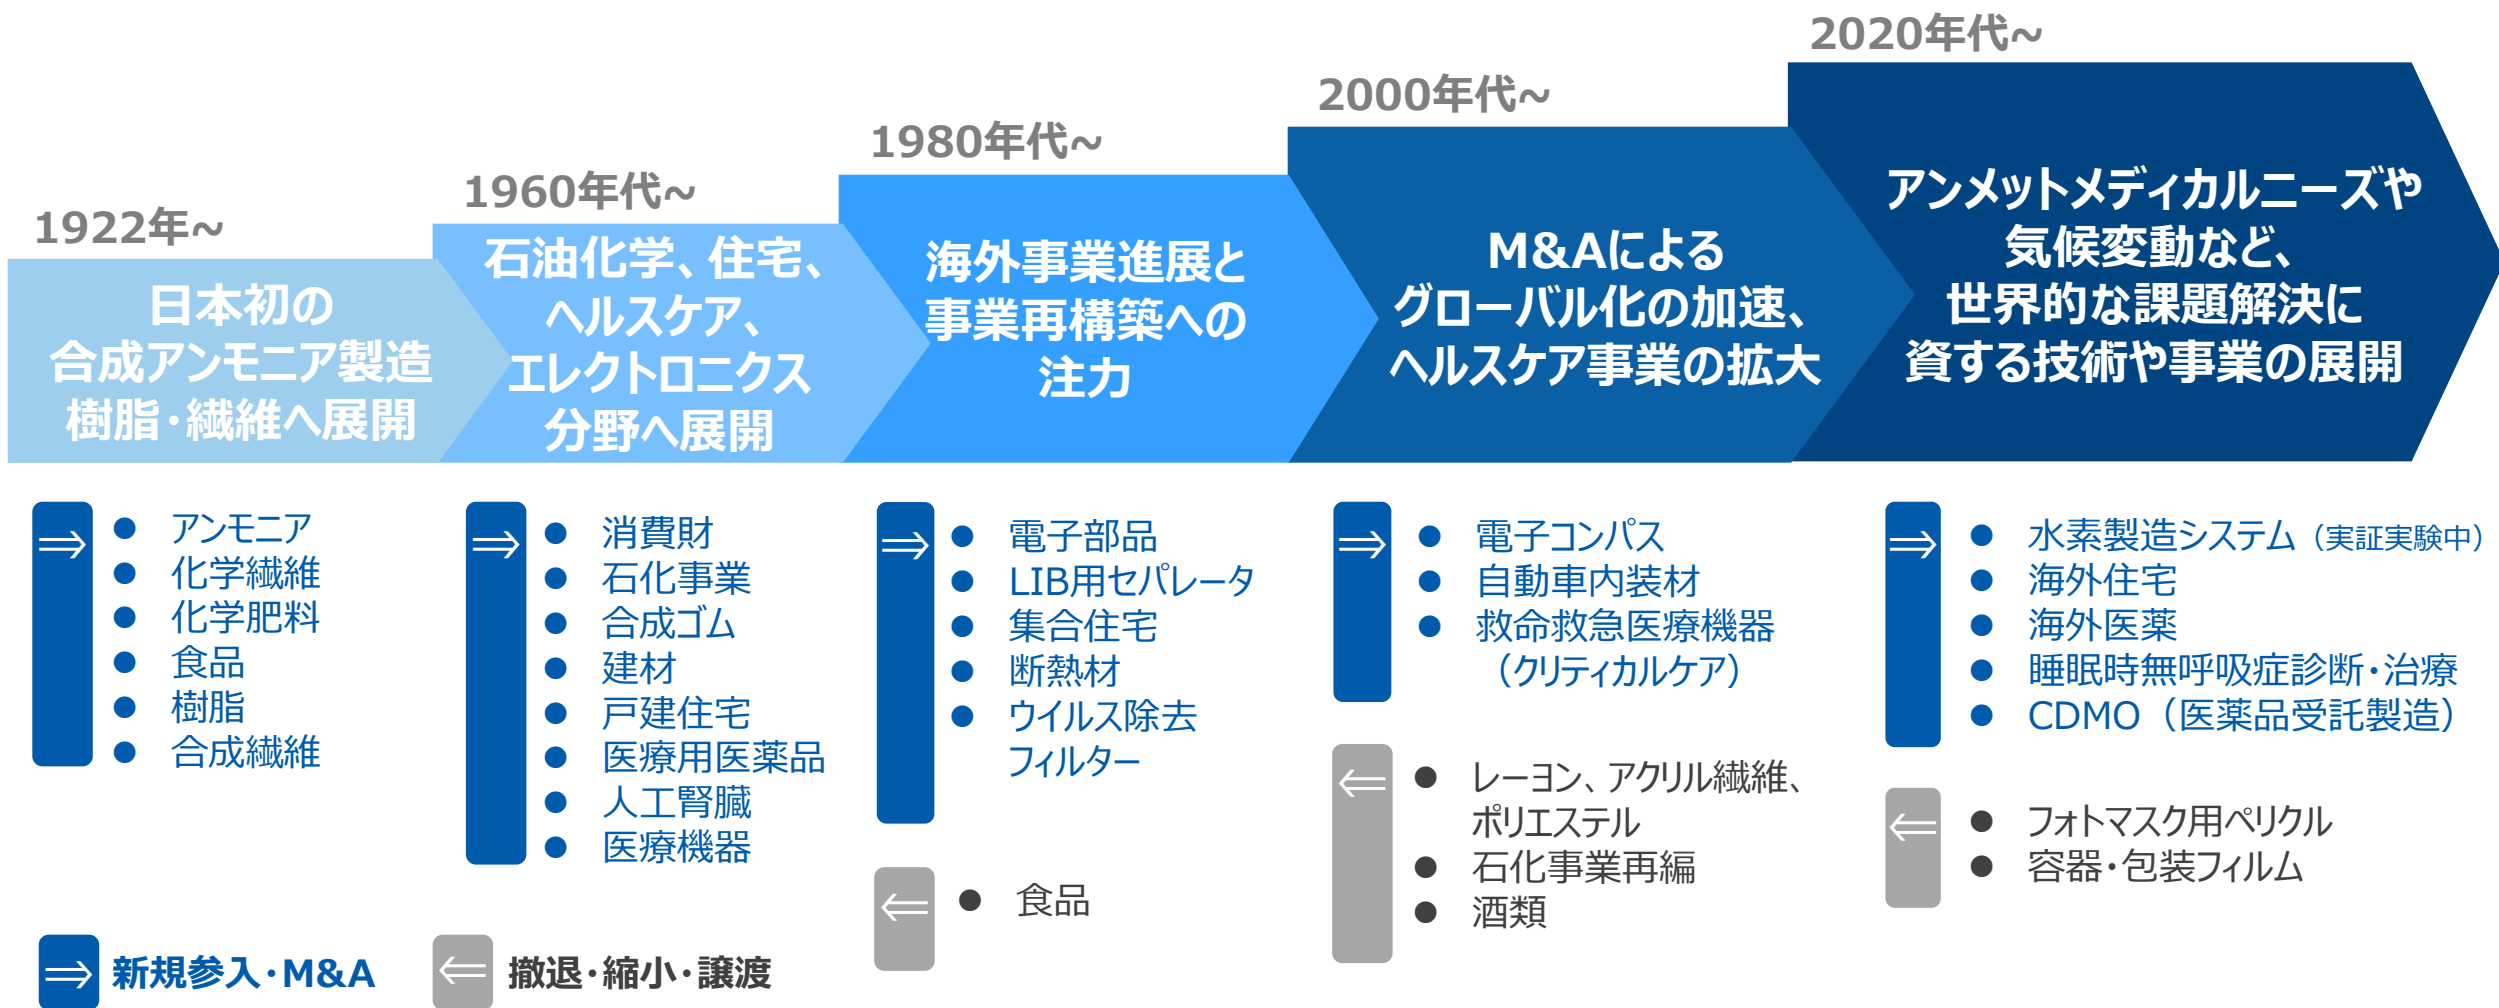 1922年~
日本初の
合成アンモニア製造
樹脂・繊維へ展開
1960年代~
石油化学、住宅、
ヘルスケア、
エレクトロニクス
分野へ展開
1980年代~
海外事業進展と
事業再構築への
注力
2000年代~
M&Aによる
グローバル化の加速、
ヘルスケア事業の拡大
2020年代~
アンメットメディカルニーズや
気候変動など、
世界的な課題解決に
資する技術や事業の展開
⇒
● アンモニア
● 化学繊維
● 化学肥料
● 食品
● 樹脂
● 合成繊維
⇒
● 消費財
● 石化事業
● 合成ゴム
● 建材
● 戸建住宅
● 医療用医薬品
● 人工腎臓
● 医療機器
⇒
● 電子部品
● LIB用セパレータ
● 集合住宅
● 断熱材
● ウイルス除去
フィルター
⇐
● 食品
⇒
● 電子コンパス
● 自動車内装材
● 救命救急医療機器
（クリティカルケア）
⇐
● レーヨン、アクリル繊維、
ポリエステル
● 石化事業再編
● 酒類
⇒
● 水素製造システム（実証実験中）
● 海外住宅
● 海外医薬
● 睡眠時無呼吸症診断・治療
● CDMO（医薬品受託製造）
⇐
● フォトマスク用ペリクル
● 容器・包装フィルム
⇒ 新規参入・M&A
⇐ 撤退・縮小・譲渡